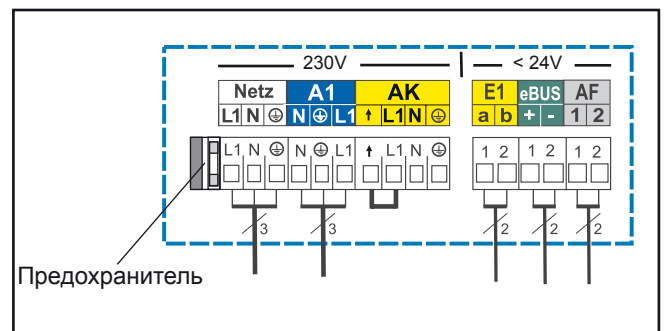 230V < 24V
Netz A1 AK E1 eBUS AF
L1 N ⏚ N ⏚ L1 ↑ L1 N ⏚ a b + - 1 2
L1 N ⏚ N ⏚ L1 ↑ L1 N ⏚ 1 2 1 2 1 2
3 3 2 2 2
Предохранитель